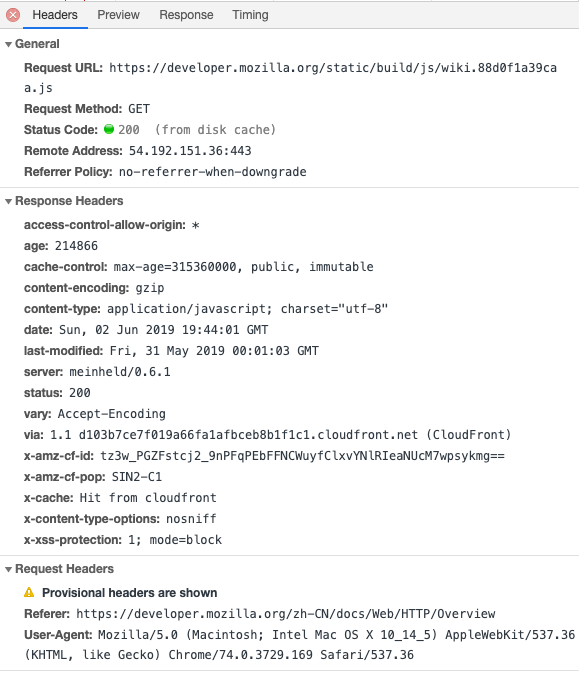 Headers Preview Response Timing
General
Request URL: https://developer.mozilla.org/static/build/js/wiki.88d0f1a39ca
a.js
Request Method: GET
Status Code: 200 (from disk cache)
Remote Address: 54.192.151.36:443
Referrer Policy: no-referrer-when-downgrade
Response Headers
access-control-allow-origin: *
age: 214866
cache-control: max-age=315360000, public, immutable
content-encoding: gzip
content-type: application/javascript; charset="utf-8"
date: Sun, 02 Jun 2019 19:44:01 GMT
last-modified: Fri, 31 May 2019 00:01:03 GMT
server: meinheld/0.6.1
status: 200
vary: Accept-Encoding
via: 1.1 d103b7ce7f019a66fa1afbceb8b1f1c1.cloudfront.net (CloudFront)
x-amz-cf-id: tz3w_PGZFstcj2_9nPFqPEbFFNCWuyfClxvYNlRIeaNUcM7wpsykmg==
x-amz-cf-pop: SIN2-C1
x-cache: Hit from cloudfront
x-content-type-options: nosniff
x-xss-protection: 1; mode=block
Request Headers
Provisional headers are shown
Referer: https://developer.mozilla.org/zh-CN/docs/Web/HTTP/Overview
User-Agent: Mozilla/5.0 (Macintosh; Intel Mac OS X 10_14_5) AppleWebKit/537.36
(KHTML, like Gecko) Chrome/74.0.3729.169 Safari/537.36